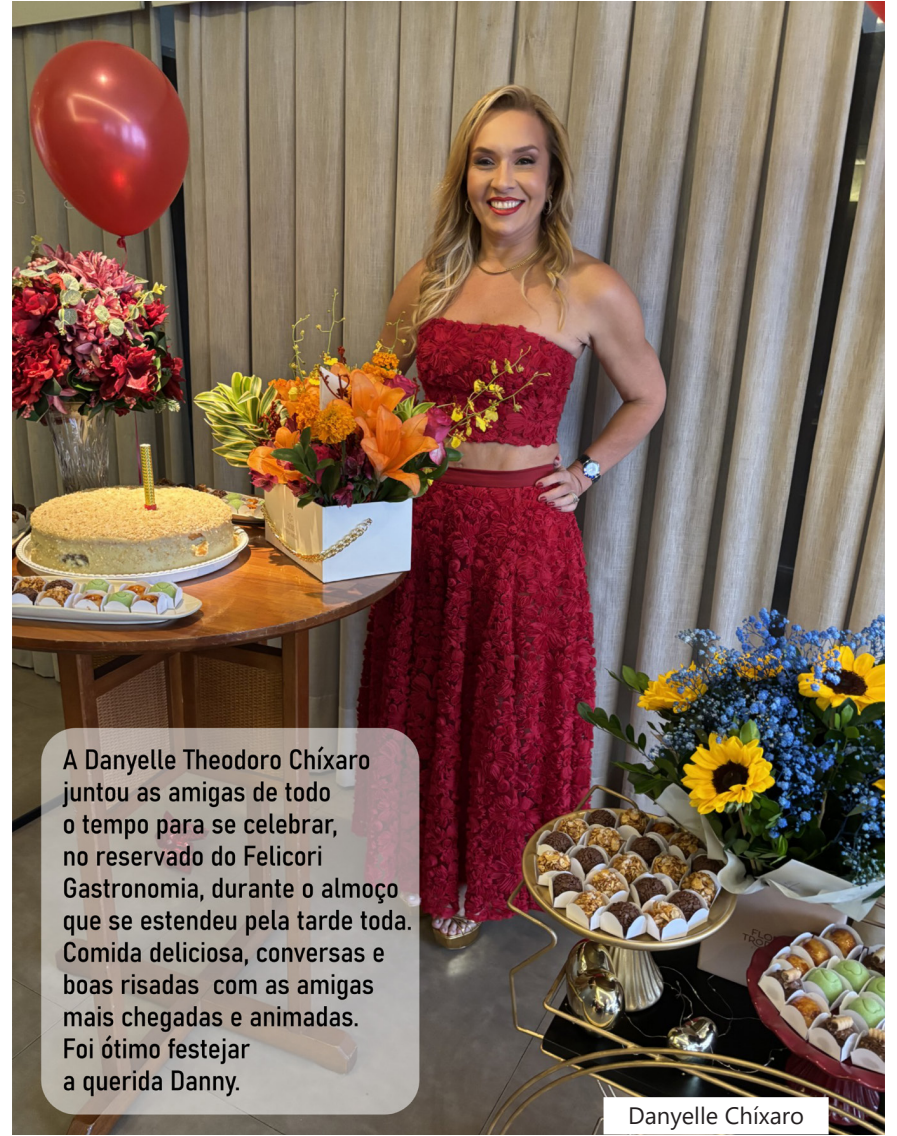 A Danyelle Theodoro Chíxaro
juntou as amigas de todo
o tempo para se celebrar,
no reservado do Felicori
Gastronomia, durante o almoço
que se estendeu pela tarde toda.
Comida deliciosa, conversas e
boas risadas  com as amigas
mais chegadas e animadas.
Foi ótimo festejar
a querida Danny.
Danyelle Chíxaro